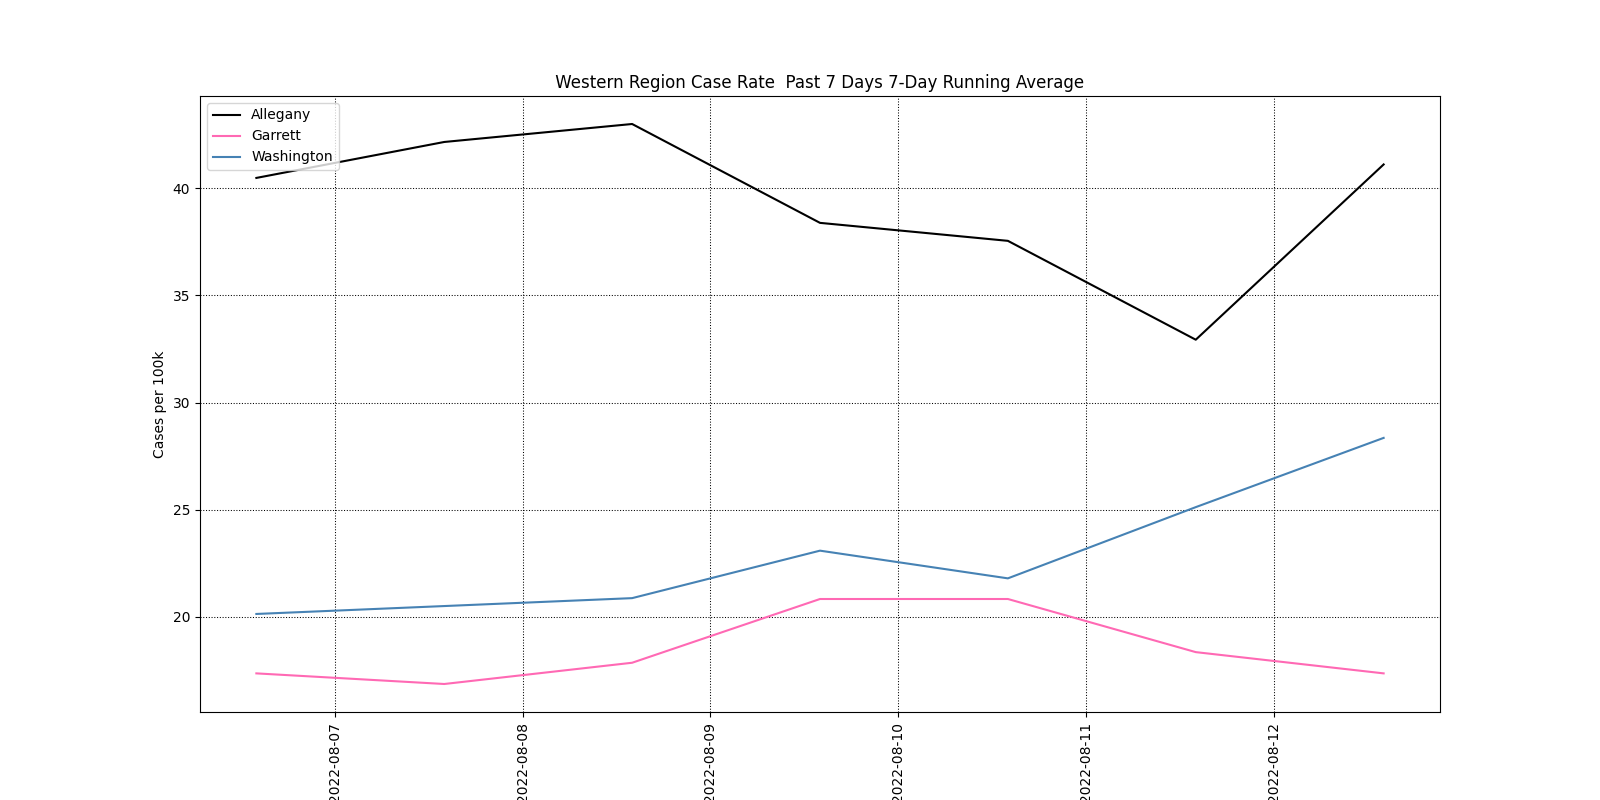 Western Region Case Rate  Past 7 Days 7-Day Running Average
Allegany
Garrett
Washington
40
35
30
25
20
Cases per 100k
2022-08-07
2022-08-08
2022-08-09
2022-08-10
2022-08-11
2022-08-12